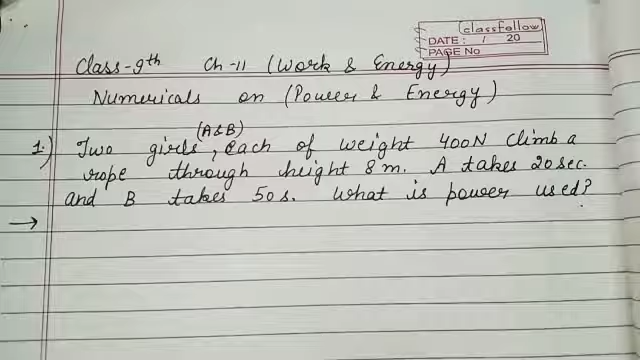 classfollow
DATE: / 20
PAGE No
Class-9th Ch-11 (Work & Energy)
Numericals on (Power & Energy)
(A&B)
1.) Two girls, each of weight 400N Climb a
rope through height 8m. A takes 20sec.
and B takes 50s. What is power used?
→